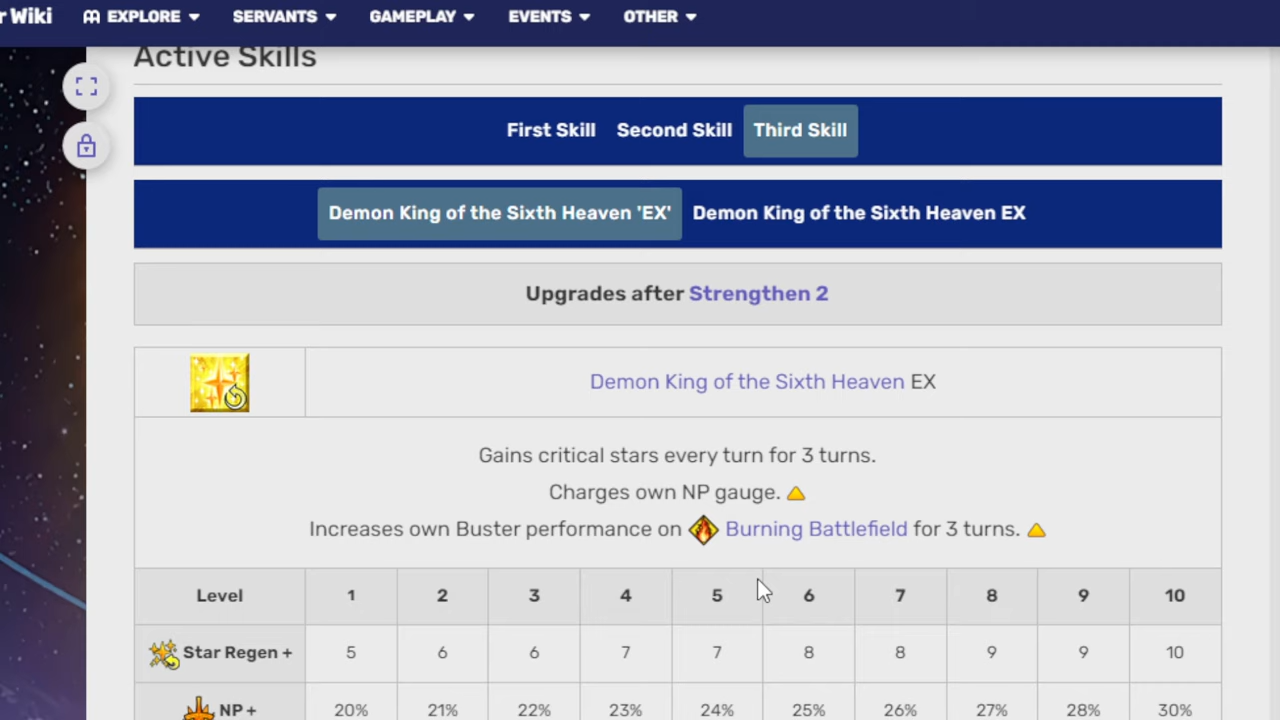 r Wiki EXPLORE SERVANTS GAMEPLAY EVENTS OTHER
Active Skills
First Skill Second Skill Third Skill
Demon King of the Sixth Heaven 'EX' Demon King of the Sixth Heaven EX
Upgrades after Strengthen 2
Demon King of the Sixth Heaven EX
Gains critical stars every turn for 3 turns.
Charges own NP gauge.
Increases own Buster performance on Burning Battlefield for 3 turns.
Level 1 2 3 4 5 6 7 8 9 10
Star Regen + 5 6 6 7 7 8 8 9 9 10
NP + 20% 21% 22% 23% 24% 25% 26% 27% 28% 30%